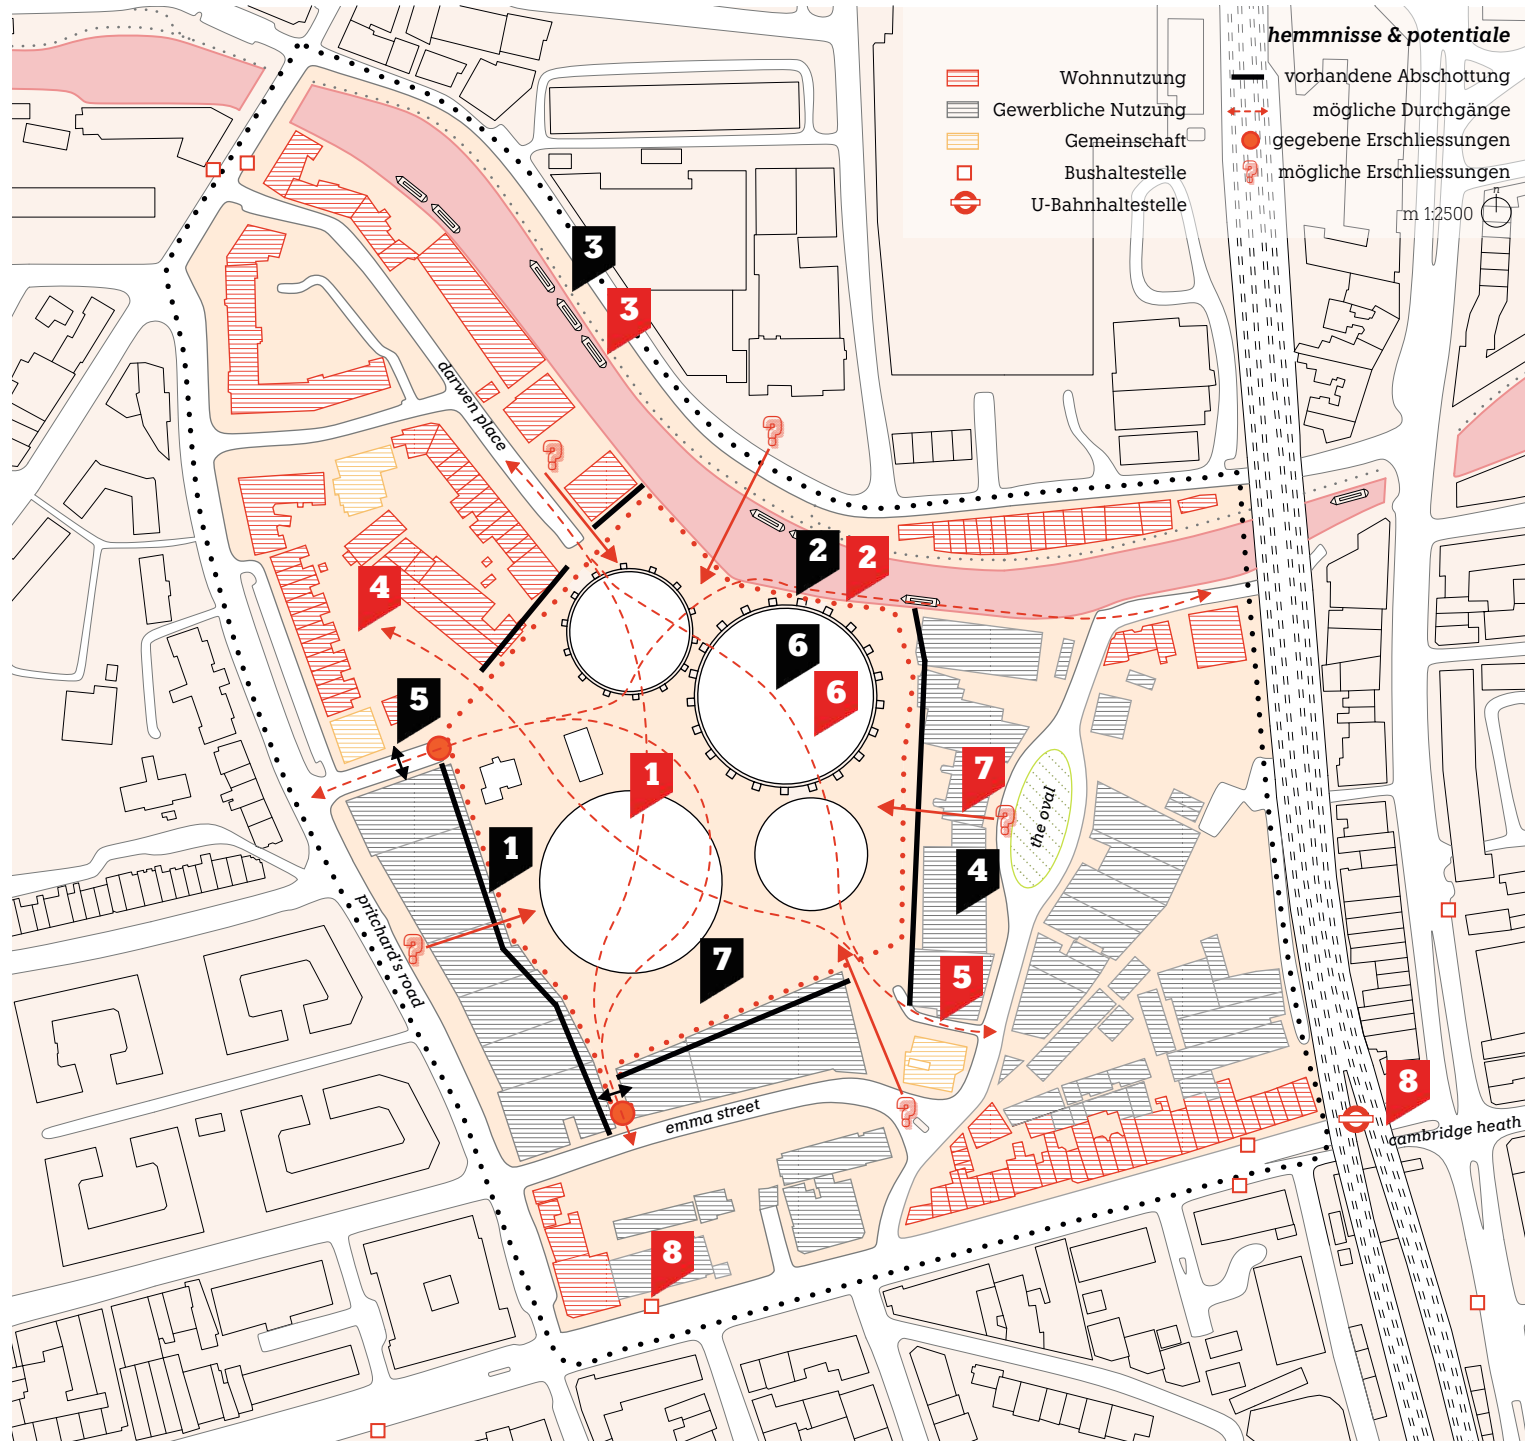 hemmnisse & potentiale
Wohnnutzung
Gewerbliche Nutzung
Gemeinschaft
Bushaltestelle
U-Bahnhaltestelle
vorhandene Abschottung
mögliche Durchgänge
gegebene Erschliessungen
? mögliche Erschliessungen
n
m 1:2500
3
3
darwen place
?
?
2
2
4
6
6
5
1
7
?
the oval
1
4
pritchard's road
?
7
5
8
?
emma street
cambridge heath
8